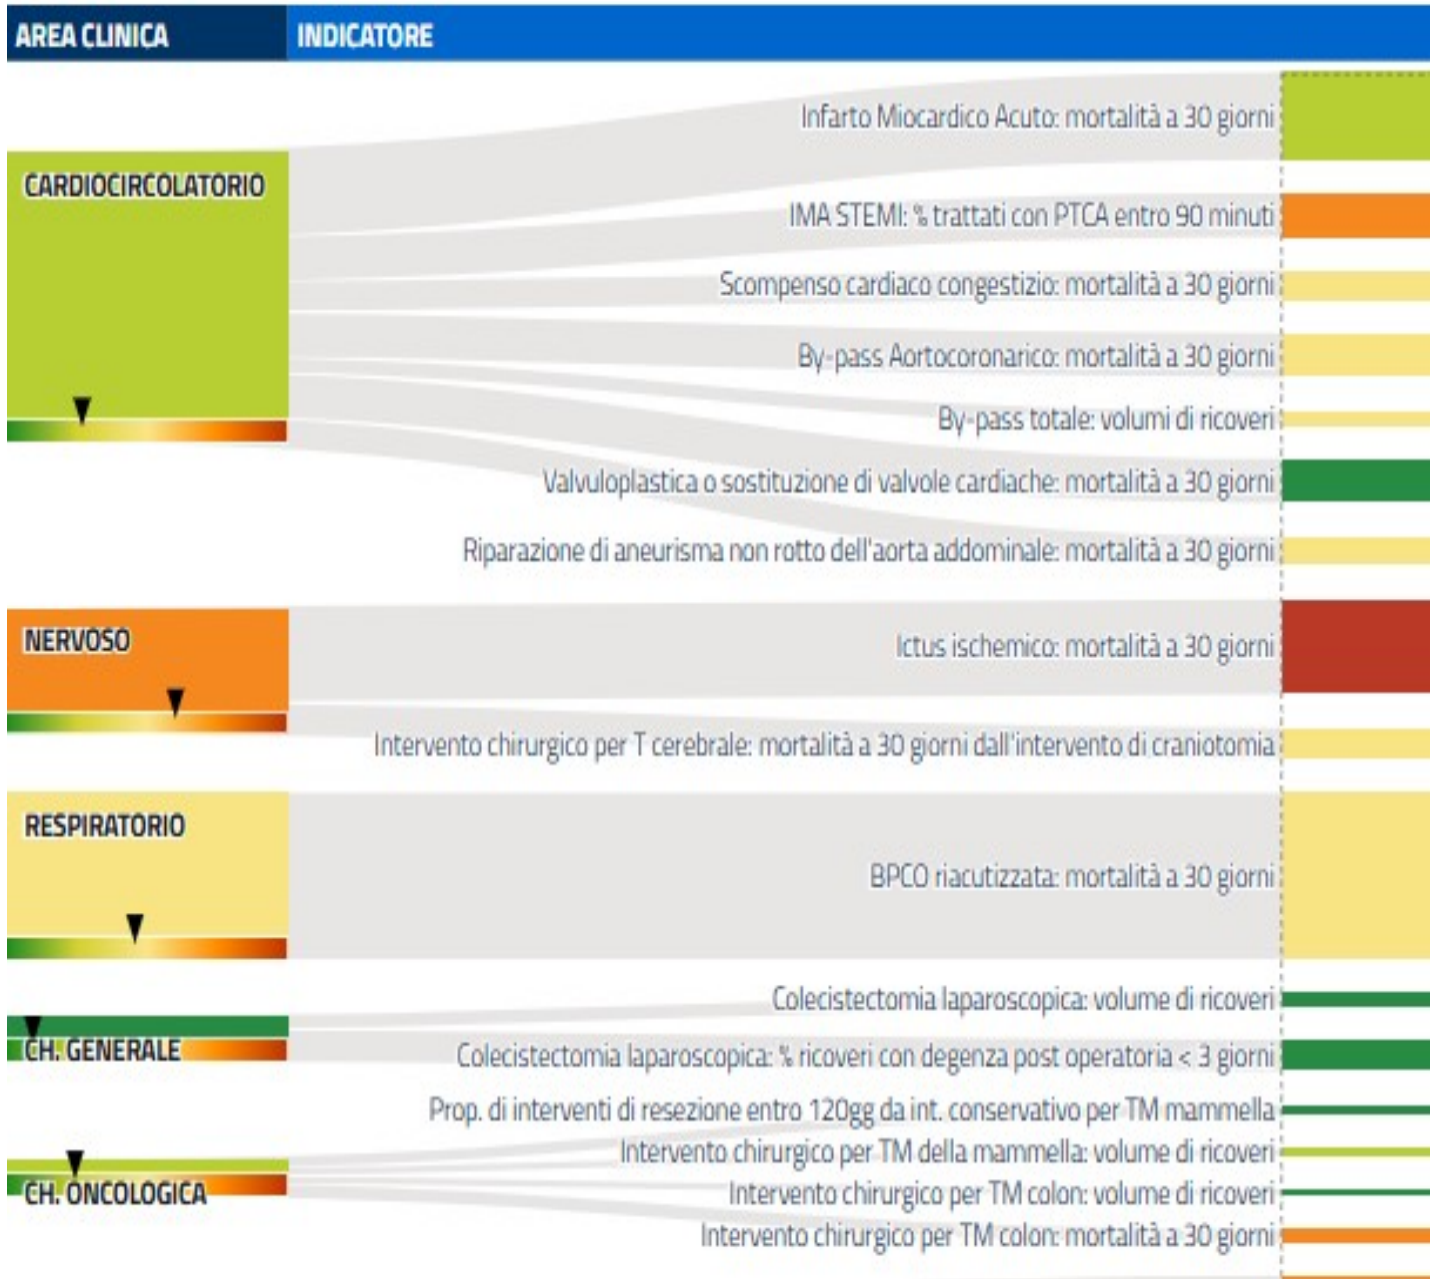 AREA CLINICA
INDICATORE
CARDIOCIRCOLATORIO
Infarto Miocardico Acuto: mortalità a 30 giorni
IMA STEMI: % trattati con PTCA entro 90 minuti
Scompenso cardiaco congestizio: mortalità a 30 giorni
By-pass Aortocoronarico: mortalità a 30 giorni
By-pass totale: volumi di ricoveri
Valvuloplastica o sostituzione di valvole cardiache: mortalità a 30 giorni
Riparazione di aneurisma non rotto dell'aorta addominale: mortalità a 30 giorni
NERVOSO
Ictus ischemico: mortalità a 30 giorni
Intervento chirurgico per T cerebrale: mortalità a 30 giorni dall'intervento di craniotomia
RESPIRATORIO
BPCO riacutizzata: mortalità a 30 giorni
CH. GENERALE
Colecistectomia laparoscopica: volume di ricoveri
Colecistectomia laparoscopica: % ricoveri con degenza post operatoria < 3 giorni
CH. ONCOLOGICA
Prop. di interventi di resezione entro 120gg da int. conservativo per TM mammella
Intervento chirurgico per TM della mammella: volume di ricoveri
Intervento chirurgico per TM colon: volume di ricoveri
Intervento chirurgico per TM colon: mortalità a 30 giorni